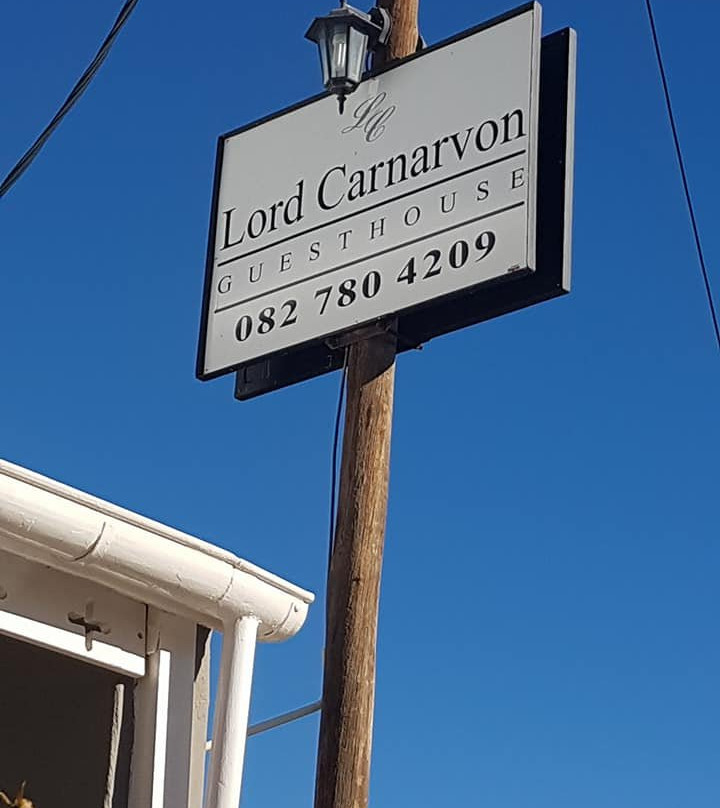 LC
Lord Carnarvon
GUESTHOUSE
082 780 4209